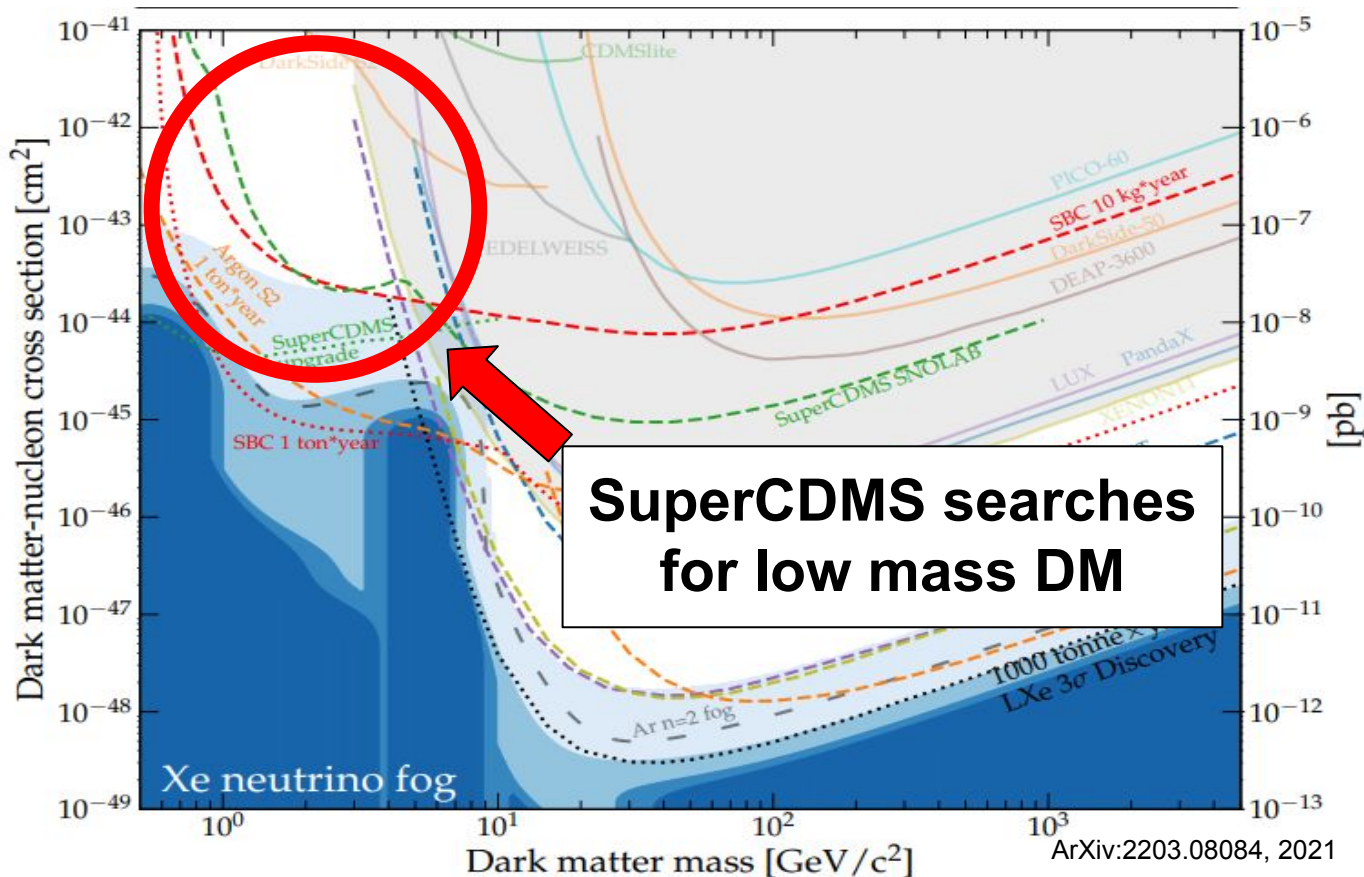 10⁻⁴¹
10⁻⁴²
10⁻⁴³
10⁻⁴⁴
10⁻⁴⁵
10⁻⁴⁶
10⁻⁴⁷
10⁻⁴⁸
10⁻⁴⁹
Dark matter-nucleon cross section [cm²]
DarkSide S2
CDMSlite
PICO-60
SBC 10 kg*year
DarkSide-50
DEAP-3600
EDELWEISS
Argon S2
1 ton*year
SuperCDMS
upgrade
SuperCDMS SNOLAB
LUX
PandaX
XENON1T
SBC 1 ton*year
SuperCDMS searches
for low mass DM
1000 tonne x
LXe 3σ Discovery
Ar n=2 fog
Xe neutrino fog
10⁻⁵
10⁻⁶
10⁻⁷
10⁻⁸
10⁻⁹
10⁻¹⁰
10⁻¹¹
10⁻¹²
10⁻¹³
[pb]
10⁰
10¹
10²
10³
Dark matter mass [GeV/c²]
ArXiv:2203.08084, 2021